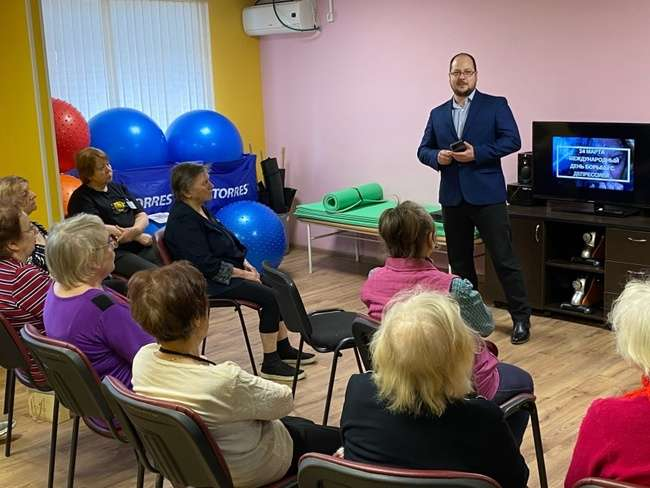 TORRES
24 МАРТА
МЕЖДУНАРОДНЫЙ
ДЕНЬ БОРЬБЫ С
ДЕПРЕССИЕЙ